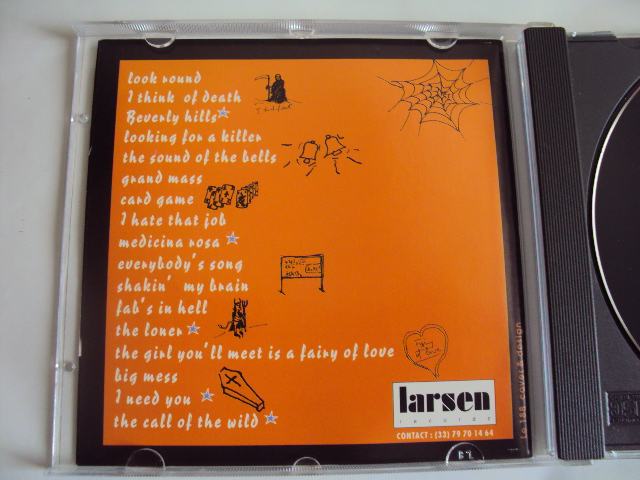 look round
I think of death
Beverly hills
looking for a killer
the sound of the bells
grand mass
card game
I hate that job
medicina rosa
everybody's song
shakin' my brain
fab's in hell
the loner
the girl you'll meet is a fairy of love
big mess
I need you
the call of the wild
larsen
records
CONTACT : (33) 79 70 14 64